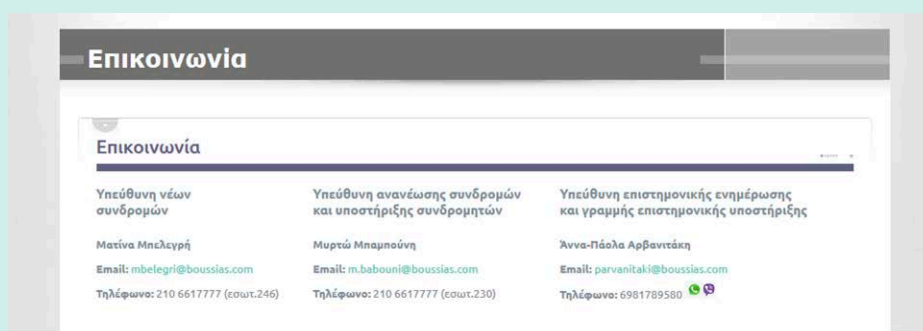 Επικοινωνία
Επικοινωνία
Υπεύθυνη νέων
συνδρομών
Ματίνα Μπελεγρή
Email: mbelegri@boussias.com
Τηλέφωνο: 210 6617777 (εσωτ.246)
Υπεύθυνη ανανέωσης συνδρομών
και υποστήριξης συνδρομητών
Μυρτώ Μπαμπούνη
Email: m.babouni@boussias.com
Τηλέφωνο: 210 6617777 (εσωτ.230)
Υπεύθυνη επιστημονικής ενημέρωσης
και γραμμής επιστημονικής υποστήριξης
Άννα-Πάολα Αρβανιτάκη
Email: parvanitaki@boussias.com
Τηλέφωνο: 6981789580